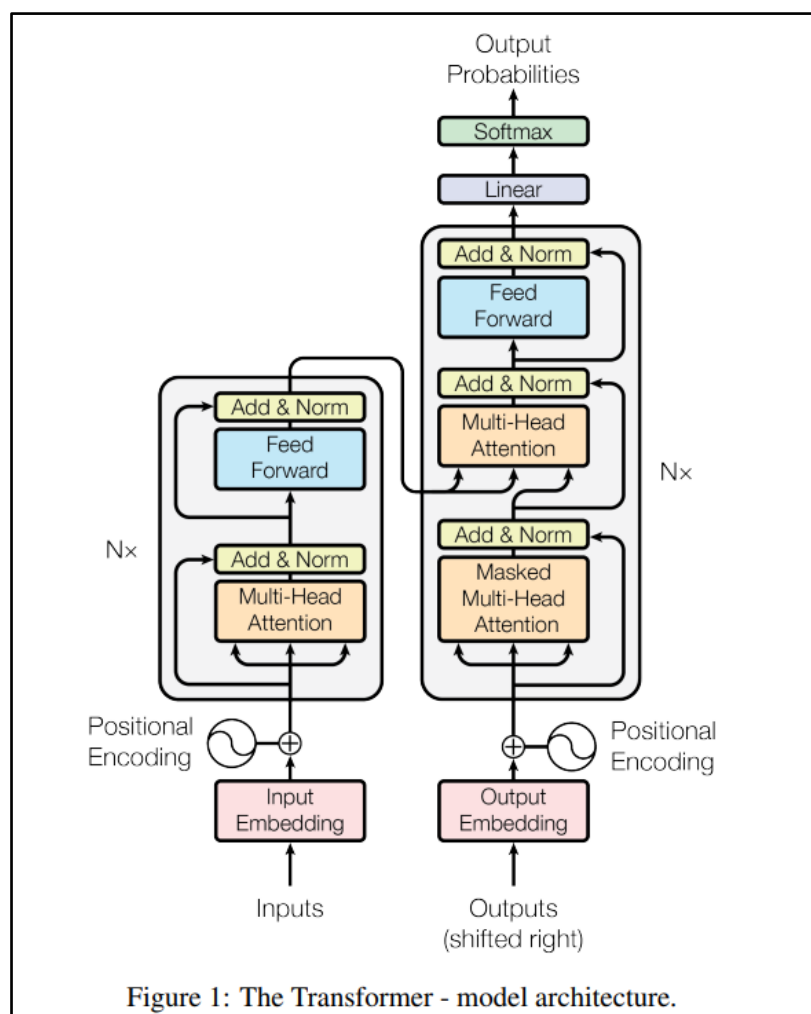 Output
Probabilities
Softmax
Linear
Add & Norm
Feed
Forward
Add & Norm
Multi-Head
Attention
Add & Norm
Masked
Multi-Head
Attention
Nx
Add & Norm
Feed
Forward
Add & Norm
Multi-Head
Attention
Nx
Positional
Encoding
Positional
Encoding
Input
Embedding
Output
Embedding
Inputs
Outputs
(shifted right)
Figure 1: The Transformer - model architecture.